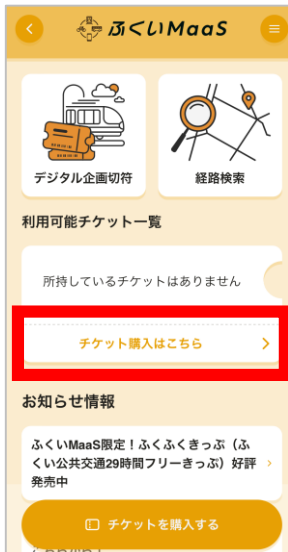 ふくいMaaS
デジタル企画切符
経路検索
利用可能チケット一覧
所持しているチケットはありません
チケット購入はこちら
お知らせ情報
ふくいMaaS限定！ふくふくきっぷ（ふ
くい公共交通29時間フリーきっぷ）好評
発売中
チケットを購入する